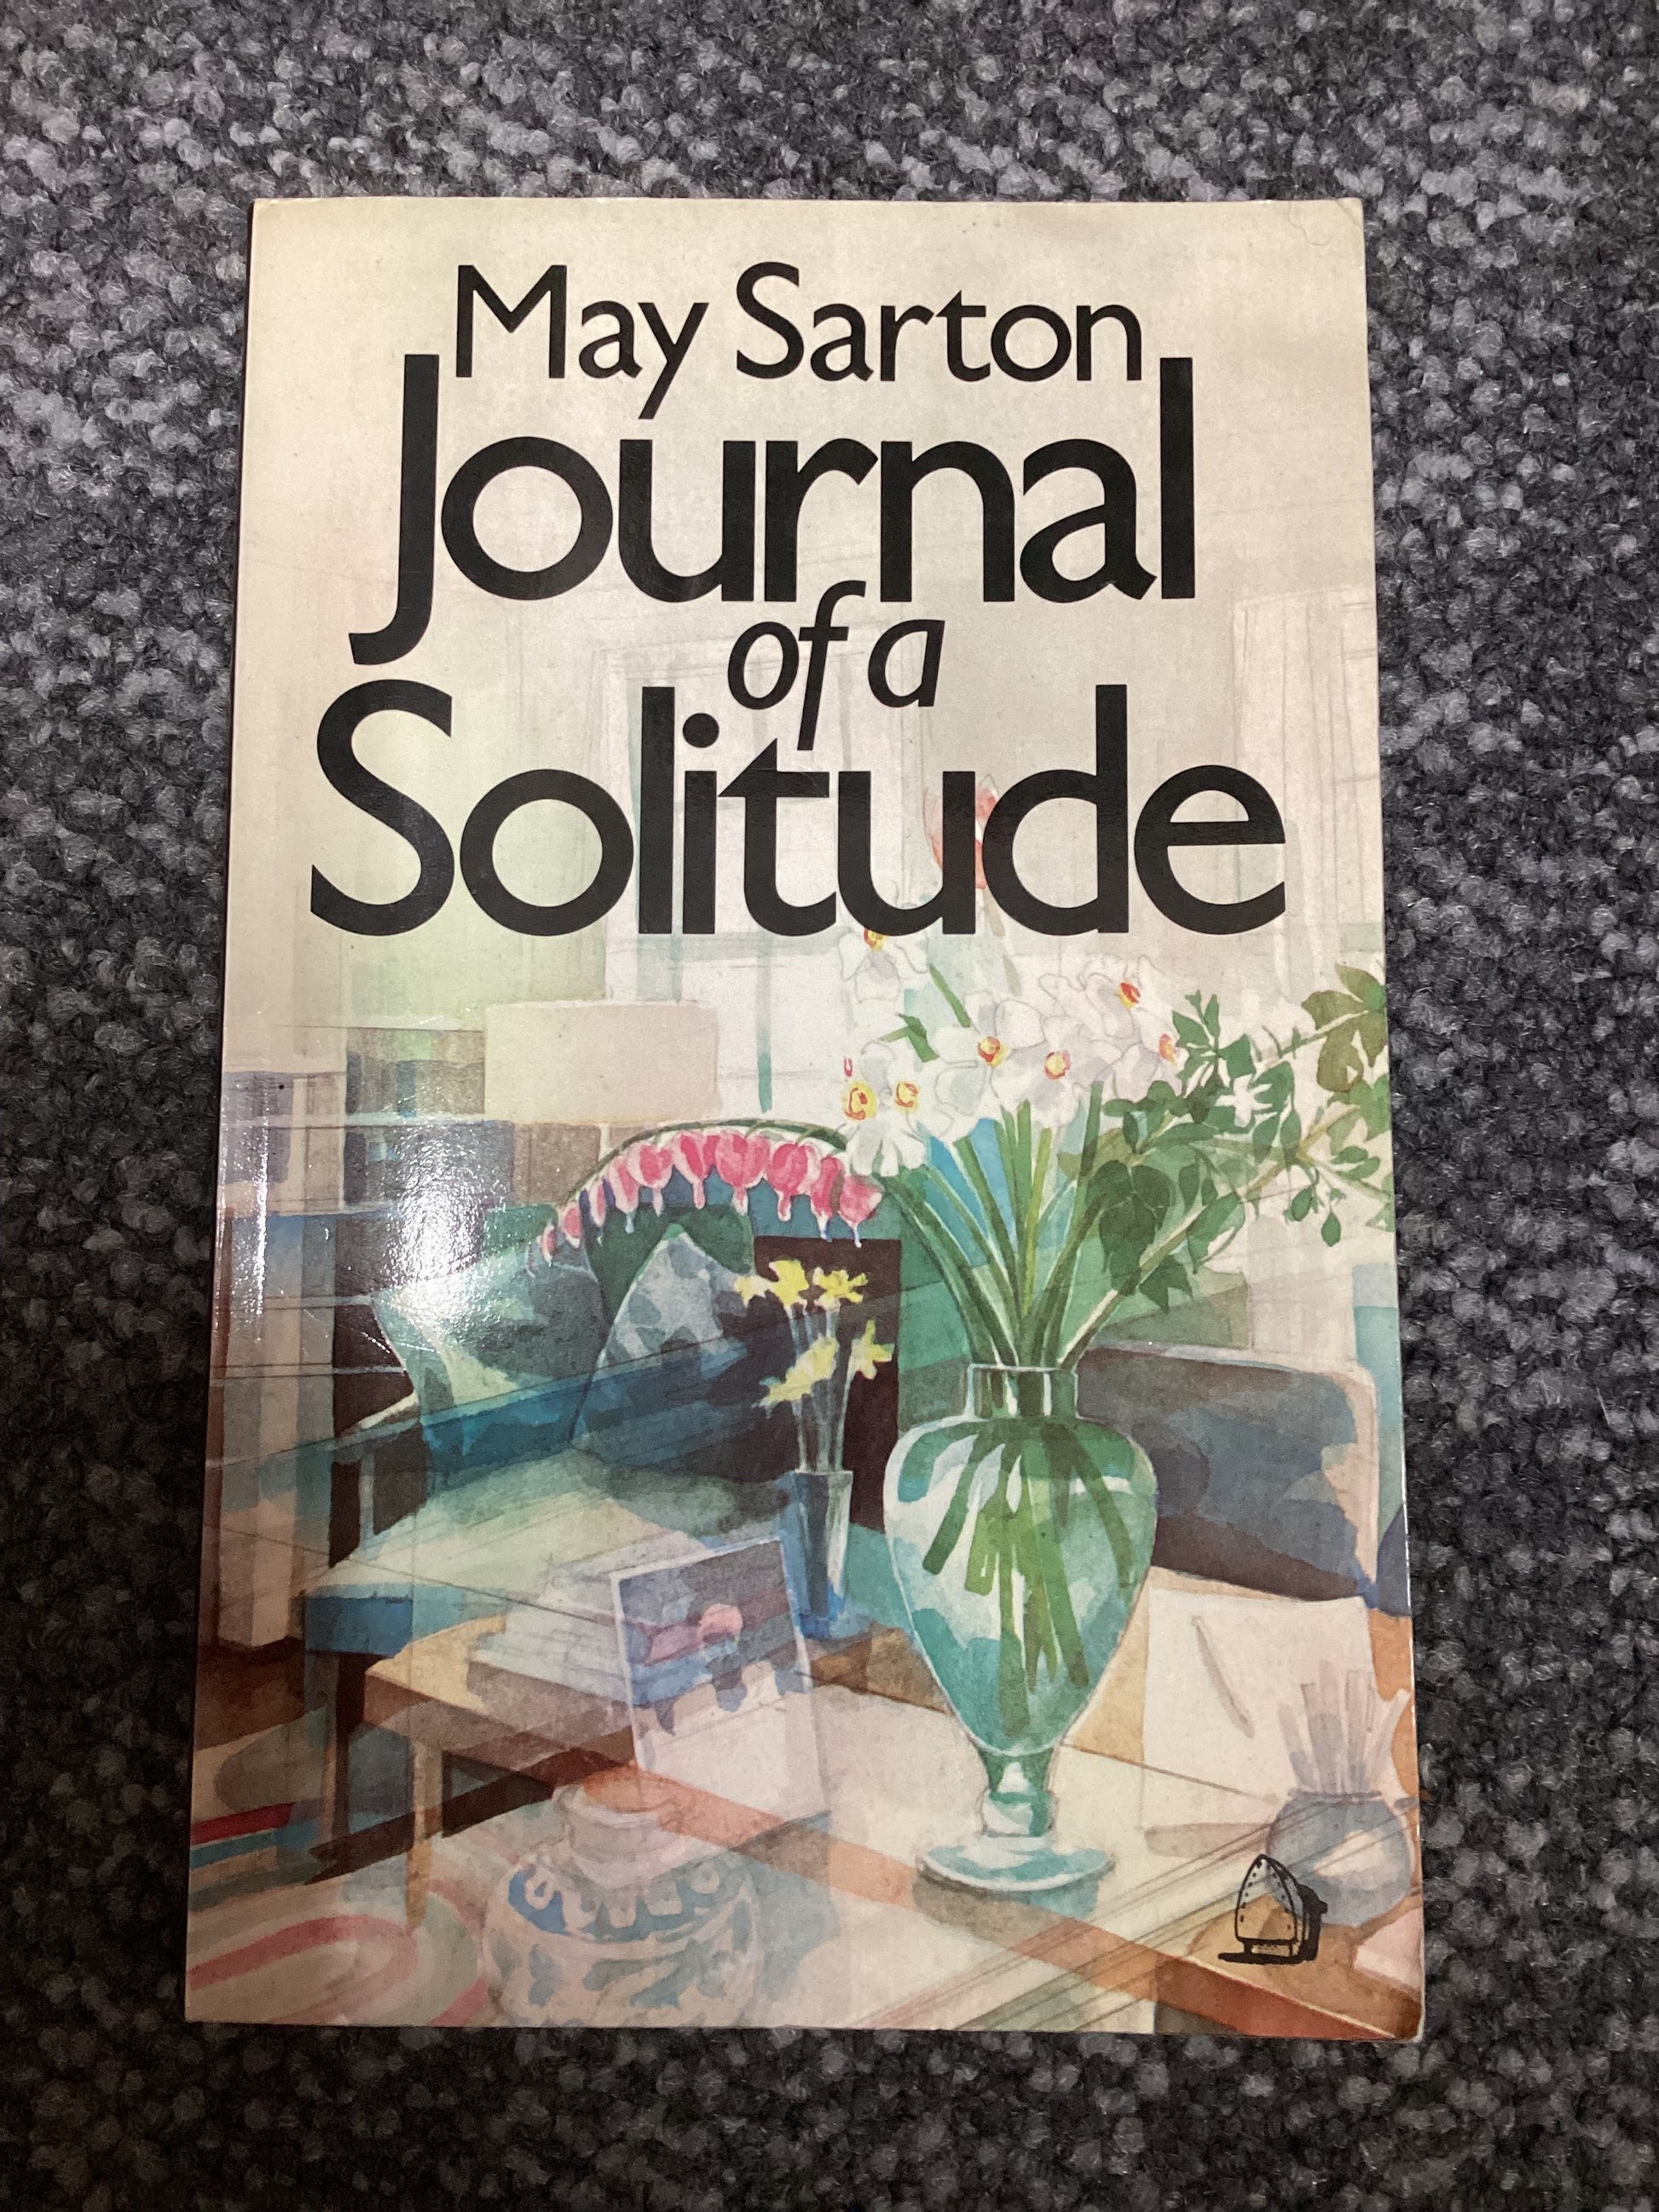 May Sarton
Journal
of a
Solitude